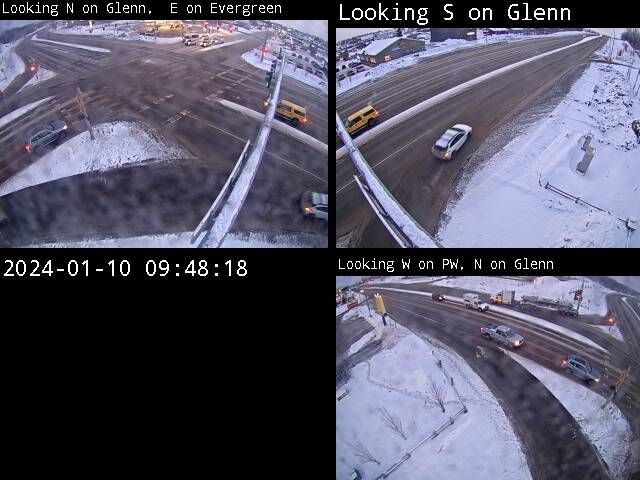 Looking N on Glenn, E on Evergreen
Looking S on Glenn
2024-01-10 09:48:18
Looking W on PW, N on Glenn